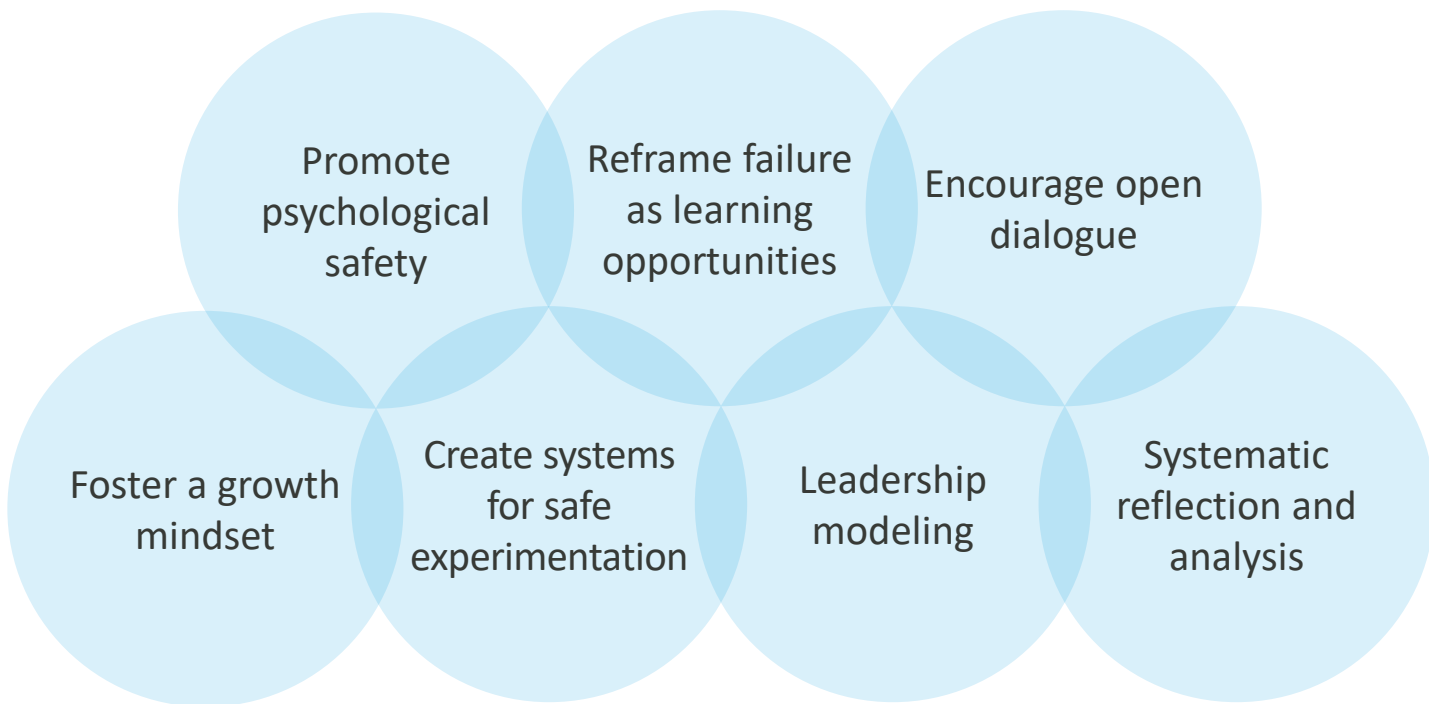 Promote
psychological
safety
Reframe failure
as learning
opportunities
Encourage open
dialogue
Foster a growth
mindset
Create systems
for safe
experimentation
Leadership
modeling
Systematic
reflection and
analysis